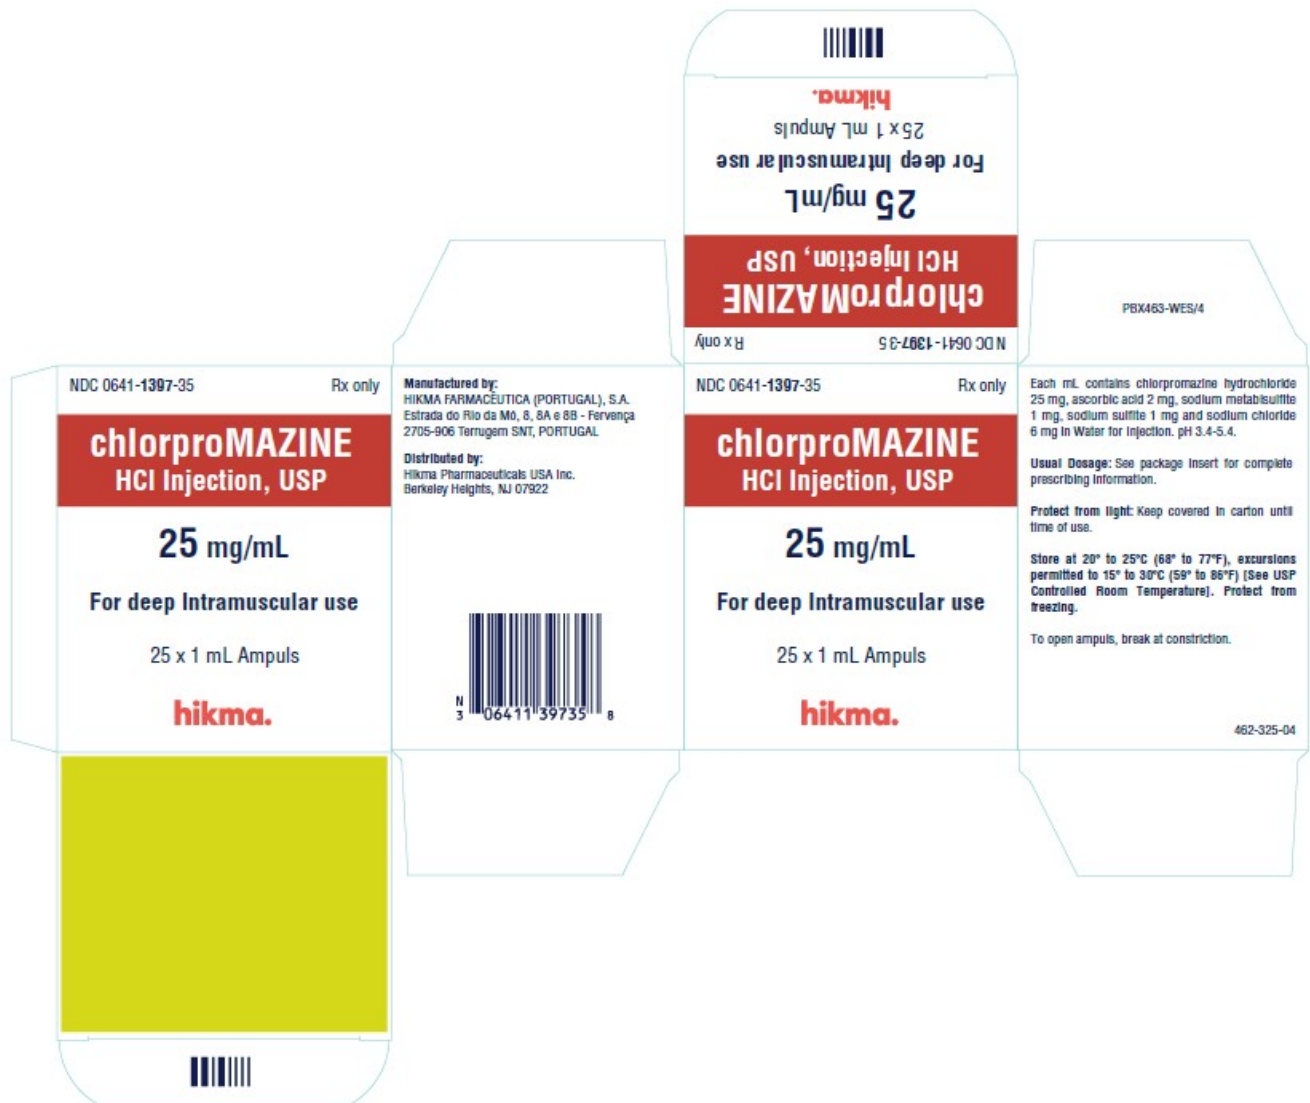 hikma.
25 x 1 mL Ampuls
For deep Intramuscular use
25 mg/mL
HCl Injection, USP
chlorproMAZINE
NDC 0641-1397-35 Rx only
PBX463-WES/4
NDC 0641-1397-35 Rx only
chlorproMAZINE
HCl Injection, USP
25 mg/mL
For deep Intramuscular use
25 x 1 mL Ampuls
hikma.
Manufactured by:
HIKMA FARMACÊUTICA (PORTUGAL), S.A.
Estrada do Rio da Mó, 8, 8A e 8B - Fervença
2705-906 Terrugem SNT, PORTUGAL
Distributed by:
Hikma Pharmaceuticals USA Inc.
Berkeley Heights, NJ 07922
N
3 06411 39735 8
NDC 0641-1397-35 Rx only
chlorproMAZINE
HCl Injection, USP
25 mg/mL
For deep Intramuscular use
25 x 1 mL Ampuls
hikma.
Each mL contains chlorpromazine hydrochloride
25 mg, ascorbic acid 2 mg, sodium metabisulfite
1 mg, sodium sulfite 1 mg and sodium chloride
6 mg in Water for Injection. pH 3.4-5.4.
Usual Dosage: See package insert for complete
prescribing information.
Protect from light: Keep covered in carton until
time of use.
Store at 20° to 25°C (68° to 77°F), excursions
permitted to 15° to 30°C (59° to 86°F) [See USP
Controlled Room Temperature]. Protect from
freezing.
To open ampuls, break at constriction.
462-325-04